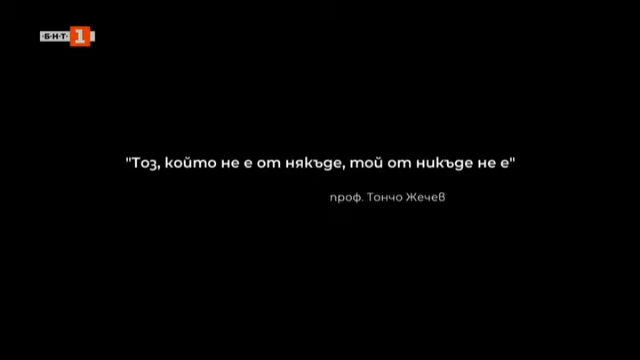 БНТ 1
"Тоз, който не е от някъде, той от никъде не е"
проф. Тончо Жечев